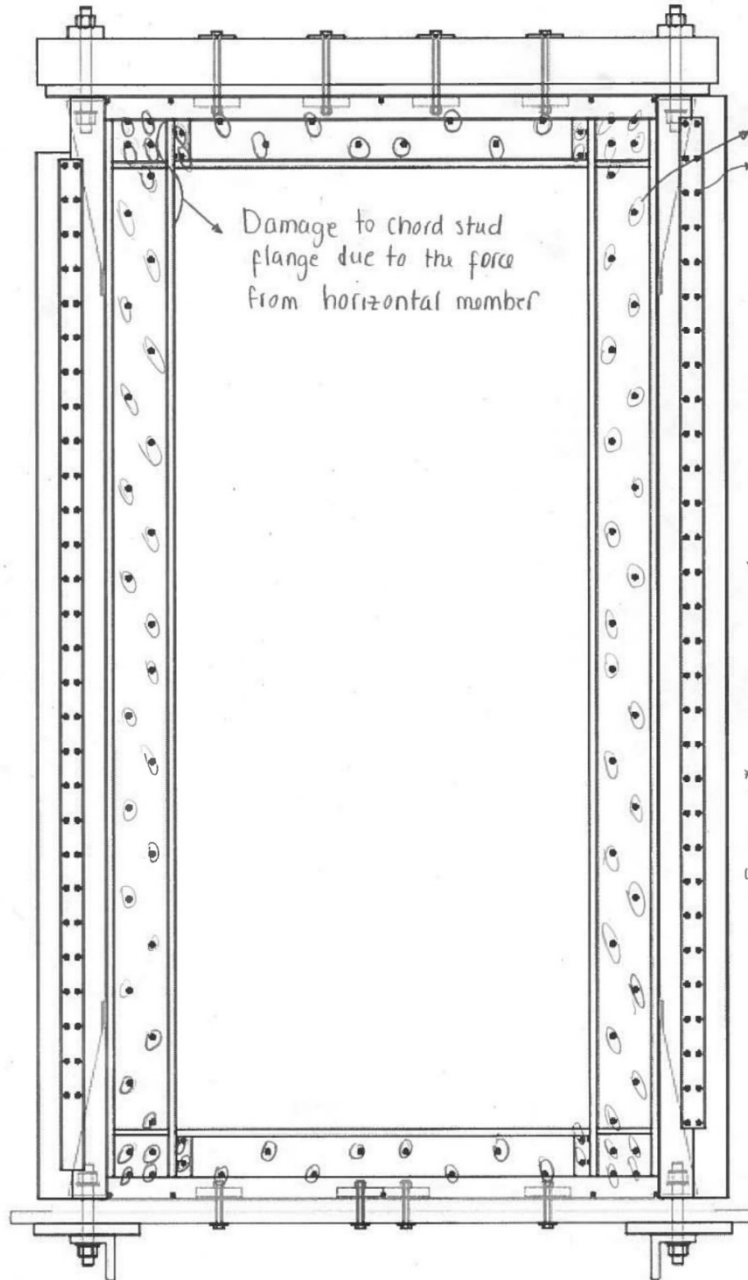 Damage to chord stud
flange due to the force
from horizontal member